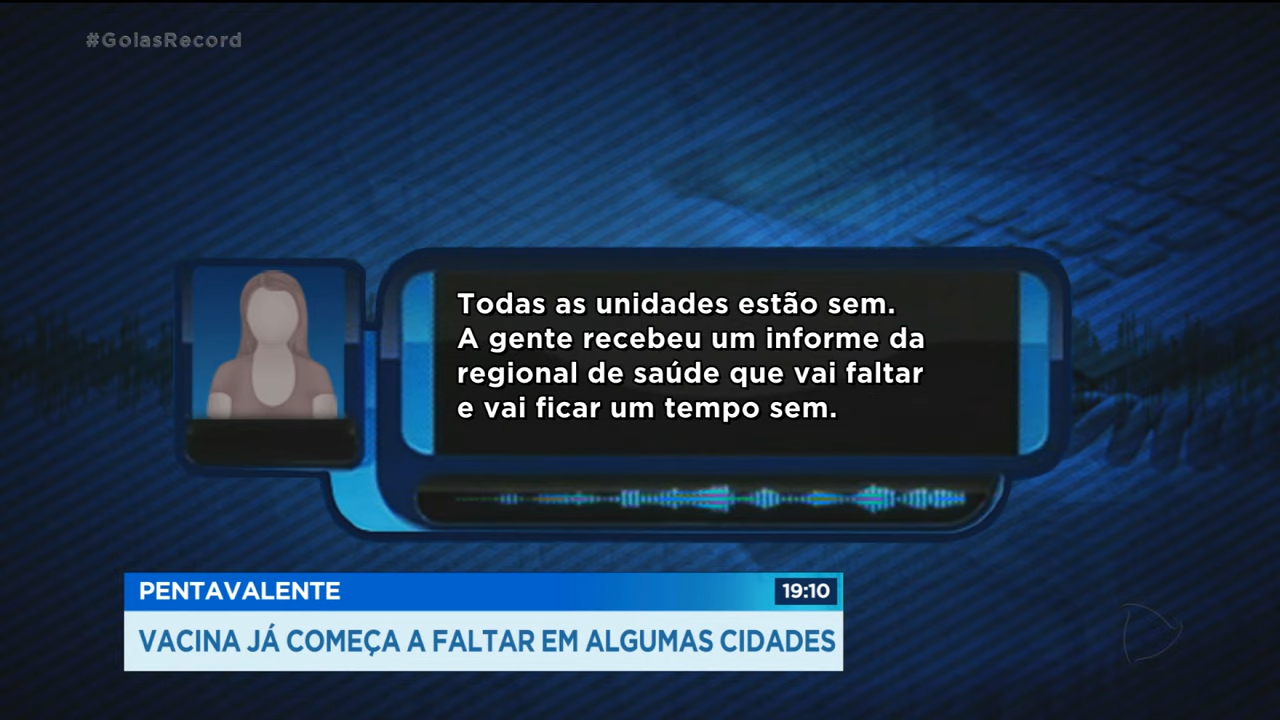 #GoiasRecord
Todas as unidades estão sem.
A gente recebeu um informe da
regional de saúde que vai faltar
e vai ficar um tempo sem.
PENTAVALENTE
19:10
VACINA JÁ COMEÇA A FALTAR EM ALGUMAS CIDADES